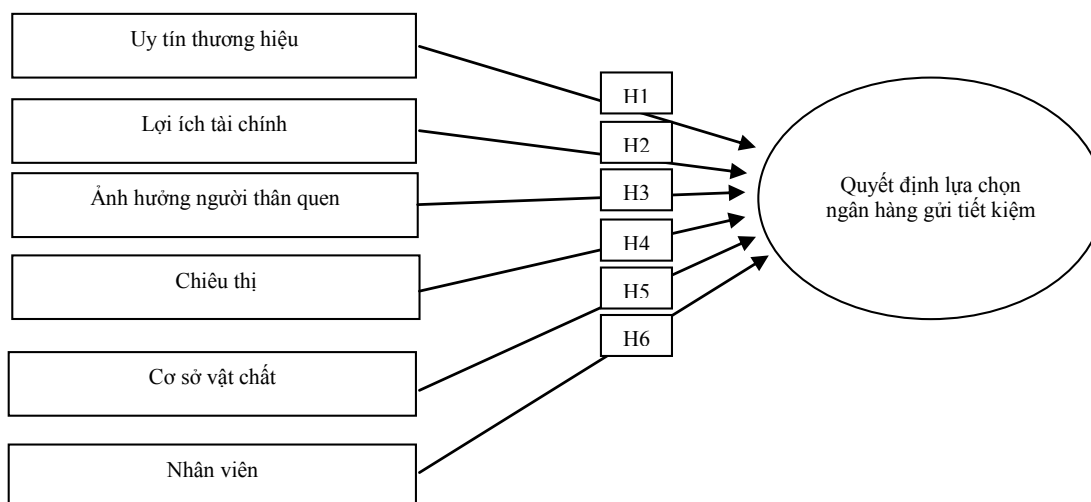 Uy tín thương hiệu
Lợi ích tài chính
Ảnh hưởng người thân quen
Chiêu thị
Cơ sở vật chất
Nhân viên
H1
H2
H3
H4
H5
H6
Quyết định lựa chọn
ngân hàng gửi tiết kiệm